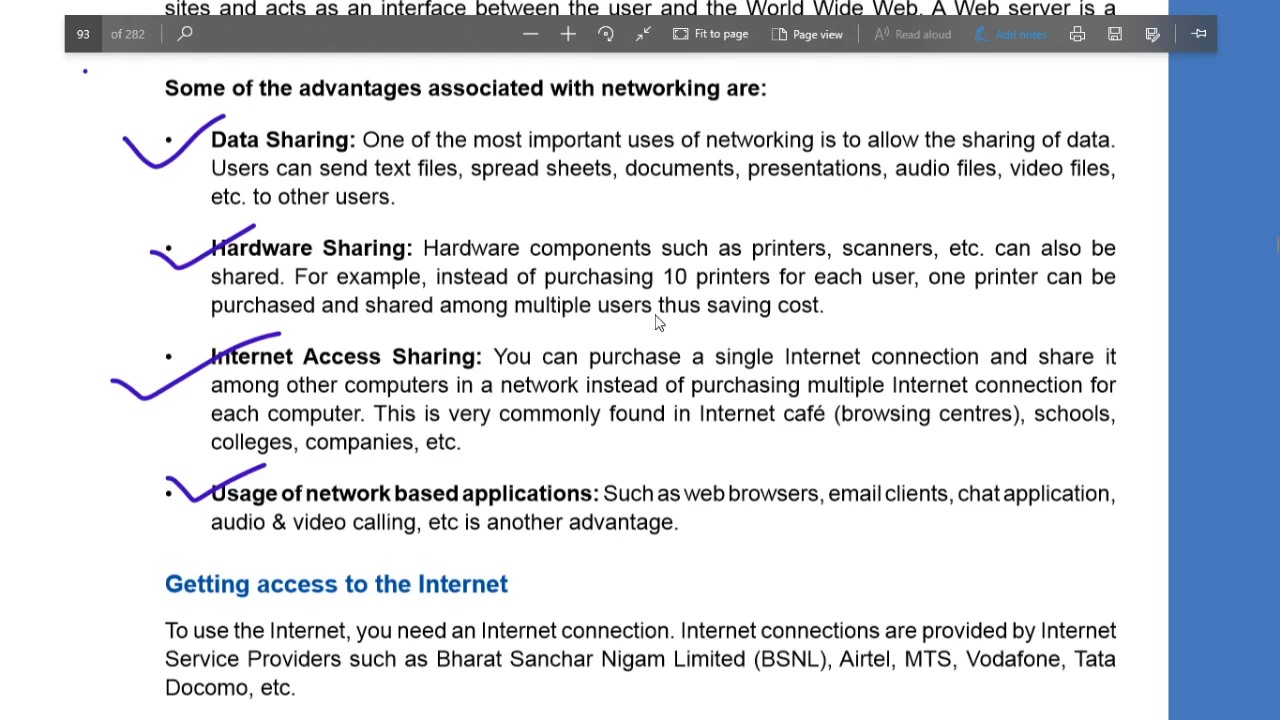 sites and acts as an interface between the user and the World Wide Web. A Web server is a
93 of 282 Fit to page Page view Read aloud Add notes
Some of the advantages associated with networking are:
• Data Sharing: One of the most important uses of networking is to allow the sharing of data.
Users can send text files, spread sheets, documents, presentations, audio files, video files,
etc. to other users.
• Hardware Sharing: Hardware components such as printers, scanners, etc. can also be
shared. For example, instead of purchasing 10 printers for each user, one printer can be
purchased and shared among multiple users thus saving cost.
• Internet Access Sharing: You can purchase a single Internet connection and share it
among other computers in a network instead of purchasing multiple Internet connection for
each computer. This is very commonly found in Internet café (browsing centres), schools,
colleges, companies, etc.
• Usage of network based applications: Such as web browsers, email clients, chat application,
audio & video calling, etc is another advantage.
Getting access to the Internet
To use the Internet, you need an Internet connection. Internet connections are provided by Internet
Service Providers such as Bharat Sanchar Nigam Limited (BSNL), Airtel, MTS, Vodafone, Tata
Docomo, etc.